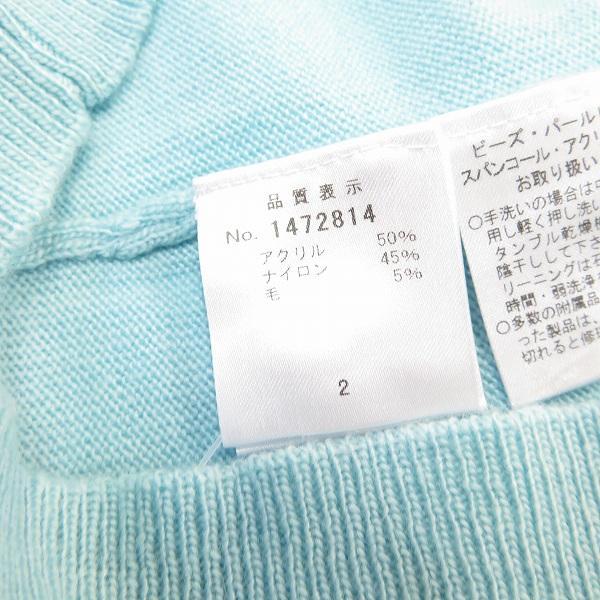 品質表示
No. 1472814
アクリル 50%
ナイロン 45%
毛 5%
2
ビーズ・パール
スパンコール・アクリ
お取り扱い
○手洗いの場合は中
用し軽く押し洗い
タンブル乾燥
陰干しして下さ
リーニングは石
時間・弱洗浄
○多数の附属品
った製品は、
切れると修